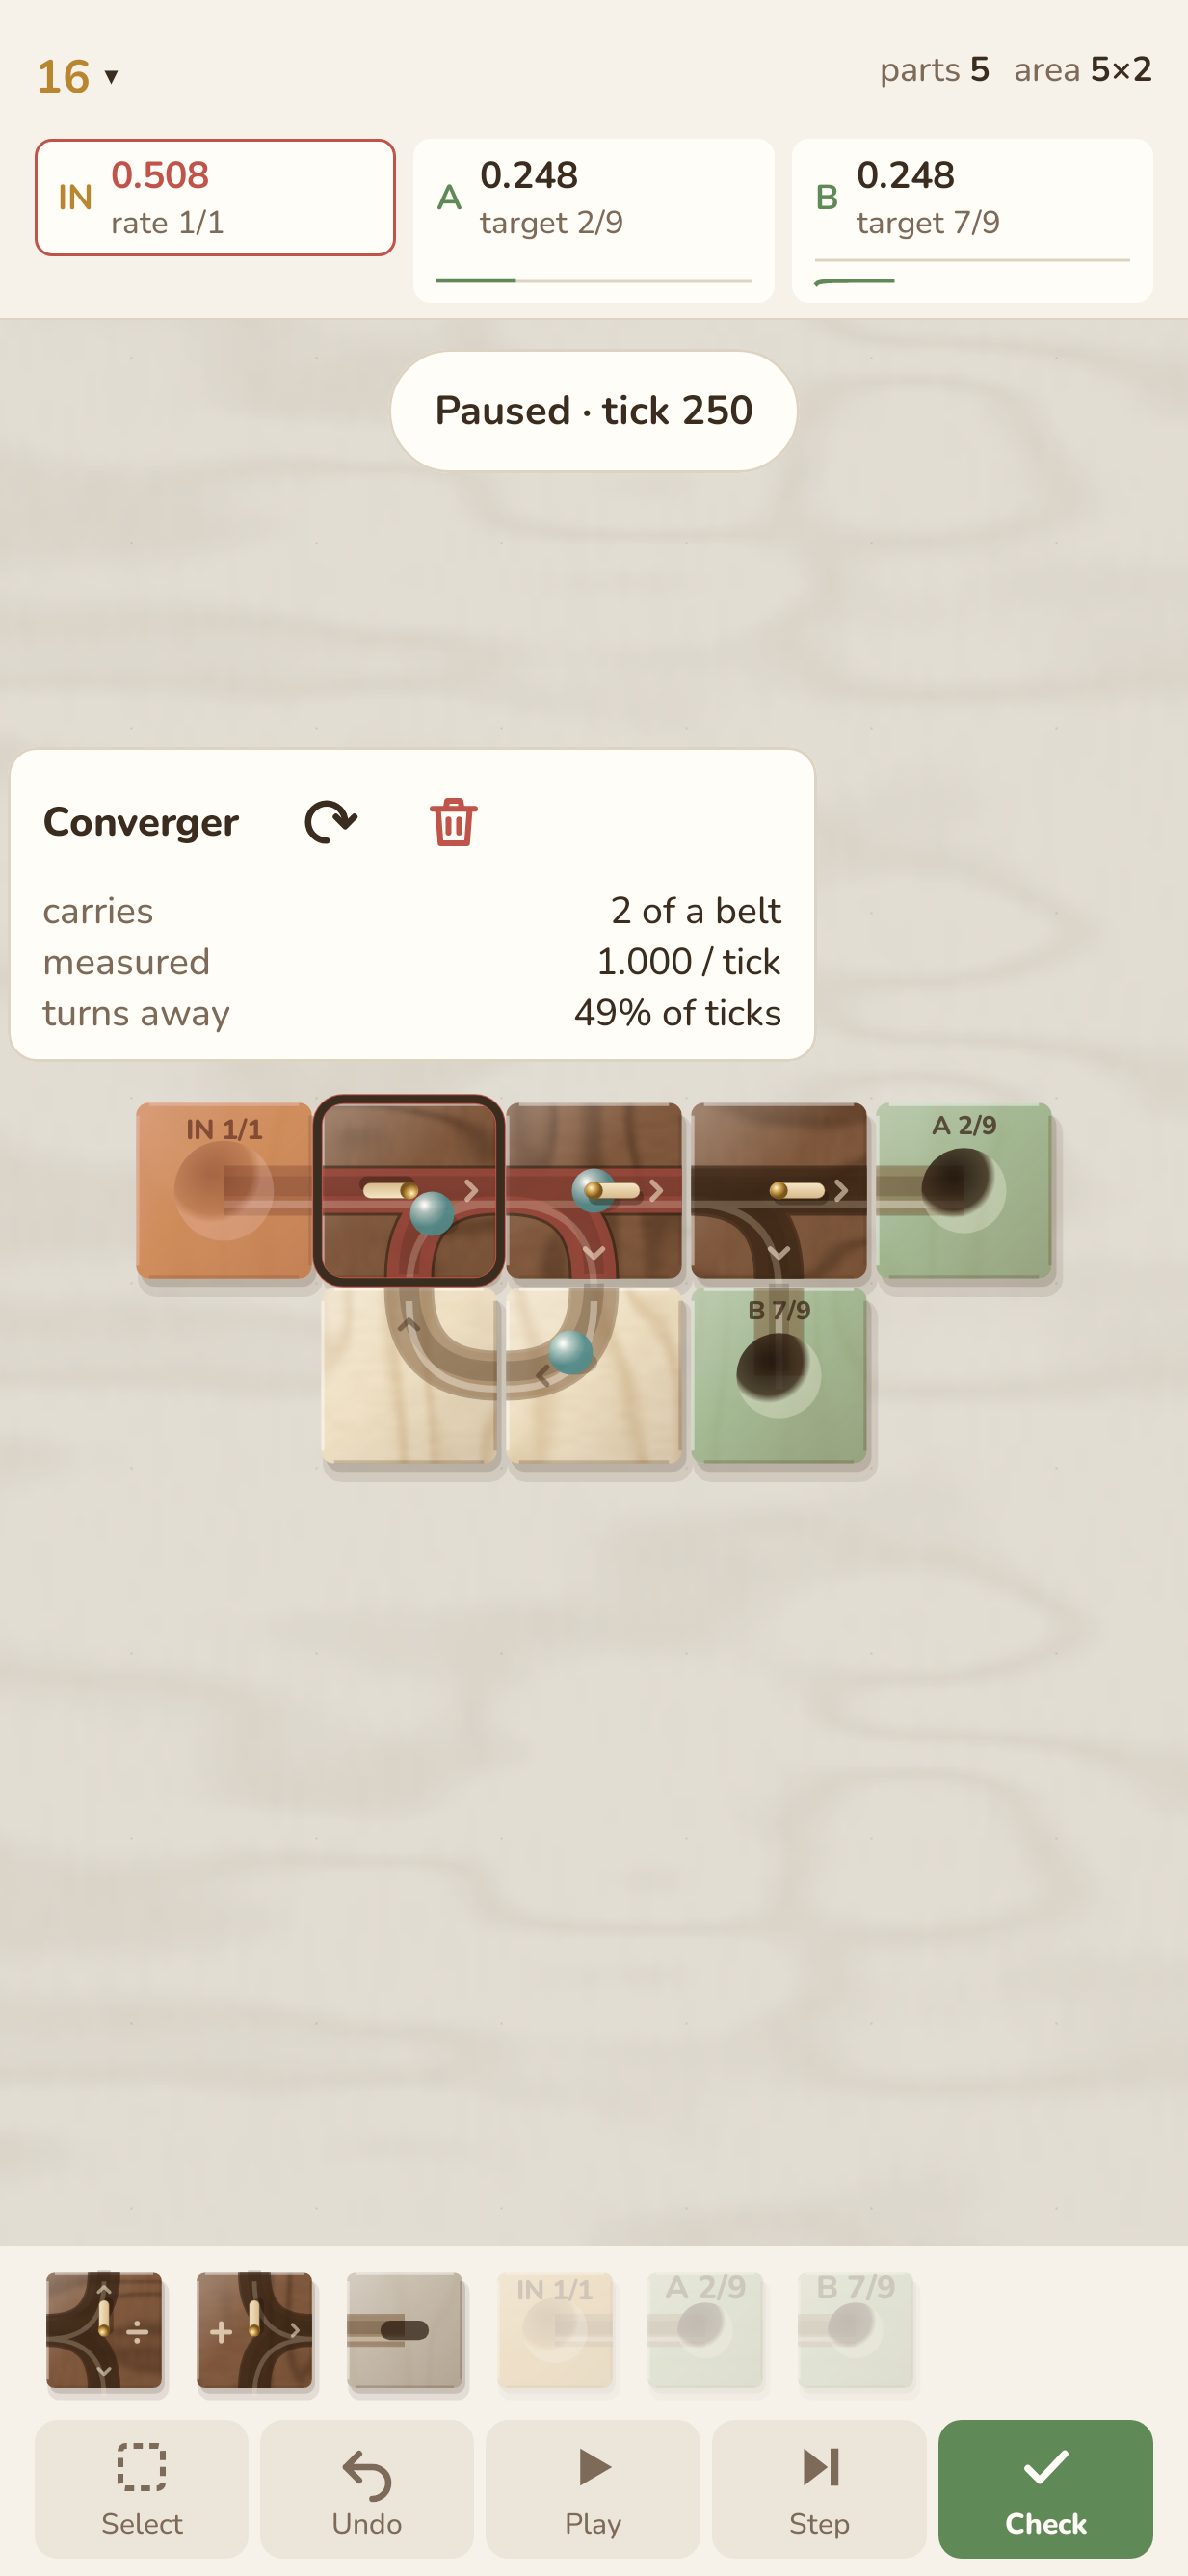 16 ▾
parts 5 area 5×2
IN 0.508
rate 1/1
A 0.248
target 2/9
B 0.248
target 7/9
Paused · tick 250
Converger
carries 2 of a belt
measured 1.000 / tick
turns away 49% of ticks
IN 1/1
A 2/9
B 7/9
÷
+
IN 1/1
A 2/9
B 7/9
Select
Undo
Play
Step
Check